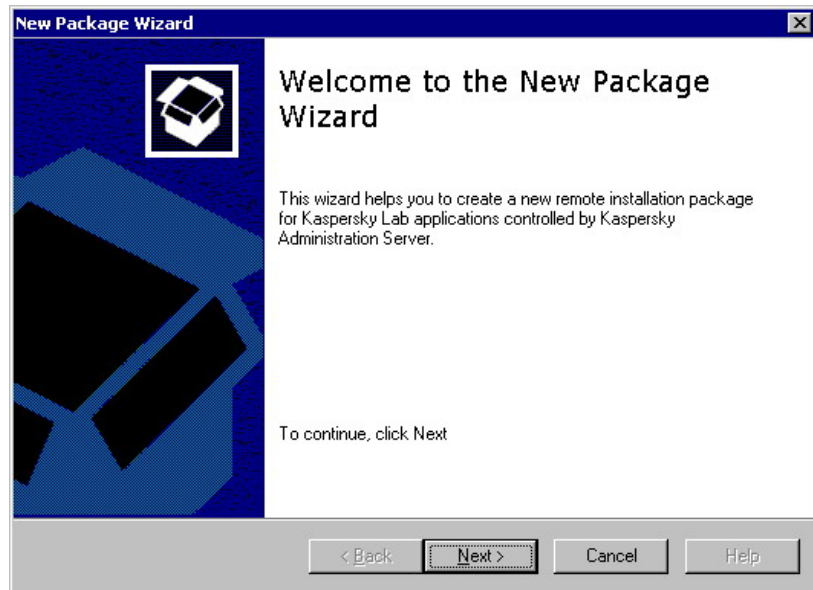 New Package Wizard
Welcome to the New Package
Wizard
This wizard helps you to create a new remote installation package
for Kaspersky Lab applications controlled by Kaspersky
Administration Server.
To continue, click Next
< Back
Next >
Cancel
Help